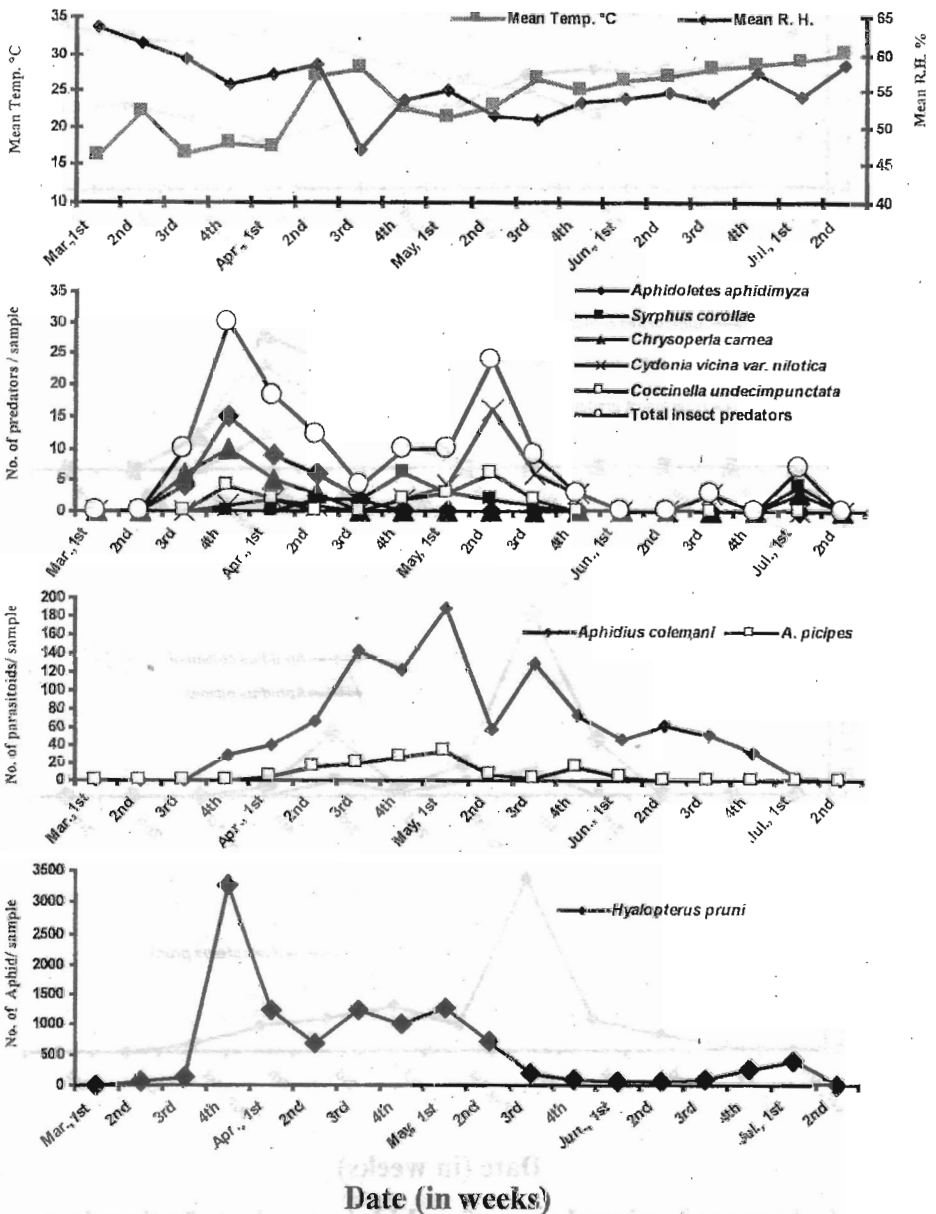 Mean Temp. °C
Mean R. H.
Mean Temp. °C
35
30
25
20
15
10
Mean R.H. %
65
60
55
50
45
40
Mar.,1st 2nd 3rd 4th Apr.,1st 2nd 3rd 4th May, 1st 2nd 3rd 4th Jun., 1st 2nd 3rd 4th Jul., 1st 2nd
Aphidoletes aphidimyza
Syrphus corollae
Chrysoperla carnea
Cydonia vicina var. nilotica
Coccinella undecimpunctata
Total insect predators
No. of predators / sample
35
30
25
20
15
10
5
0
Mar.,1st 2nd 3rd 4th Apr.,1st 2nd 3rd 4th May, 1st 2nd 3rd 4th Jun., 1st 2nd 3rd 4th Jul., 1st 2nd
Aphidius colemani
A. picipes
No. of parasitoids/ sample
200
180
160
140
120
100
80
60
40
20
0
Mar.,1st 2nd 3rd 4th Apr., 1st 2nd 3rd 4th May, 1st 2nd 3rd 4th Jun., 1st 2nd 3rd 4th Jul., 1st 2nd
Hyalopterus pruni
No. of Aphid/ sample
3500
3000
2500
2000
1500
1000
500
0
Mar.,1st 2nd 3rd 4th Apr., 1st 2nd 3rd 4th May, 1st 2nd 3rd 4th Jun., 1st 2nd 3rd 4th Jul., 1st 2nd
Date (in weeks)